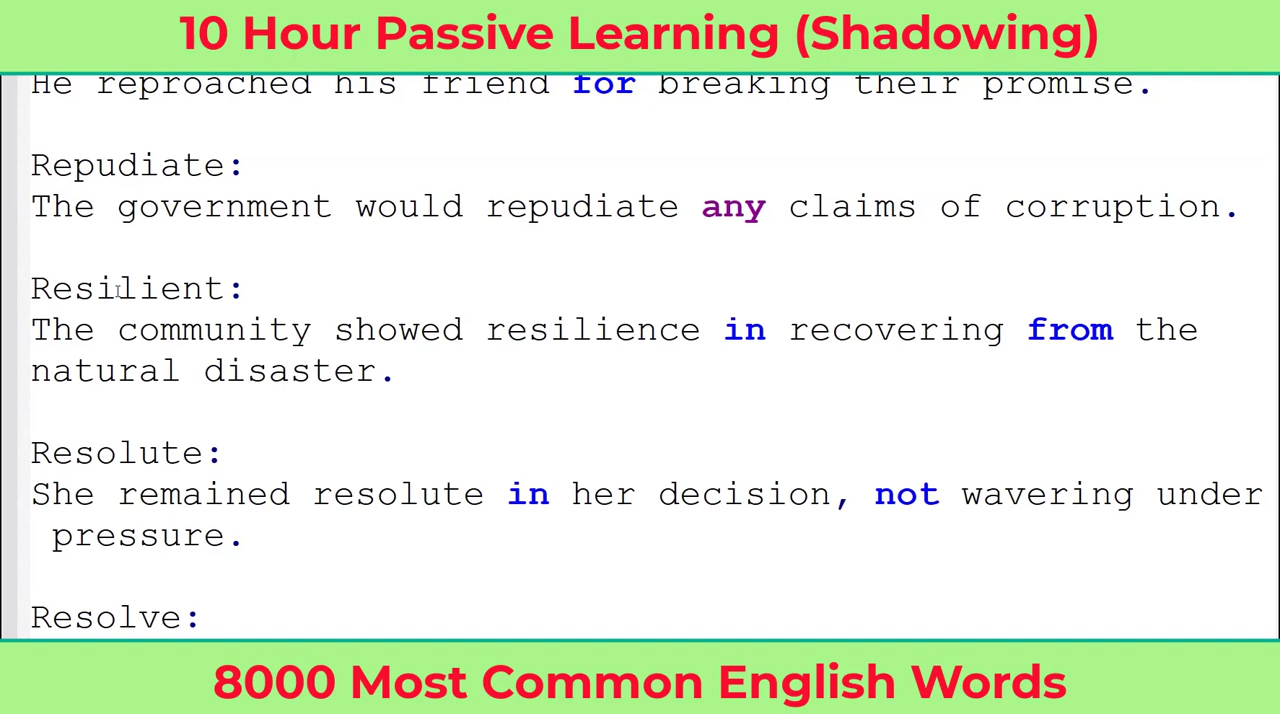 10 Hour Passive Learning (Shadowing)
He reproached his friend for breaking their promise.
Repudiate:
The government would repudiate any claims of corruption.
Resilient:
The community showed resilience in recovering from the
natural disaster.
Resolute:
She remained resolute in her decision, not wavering under
pressure.
Resolve:
8000 Most Common English Words